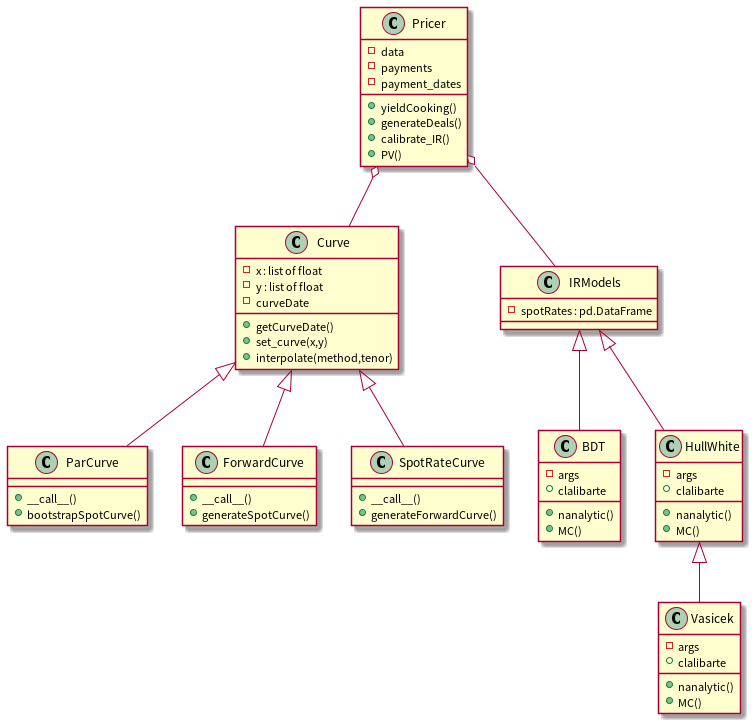 C Pricer
data
payments
payment_dates
yieldCooking()
generateDeals()
calibrate_IR()
PV()
C Curve
x : list of float
y : list of float
curveDate
getCurveDate()
set_curve(x,y)
interpolate(method,tenor)
C IRModels
spotRates : pd.DataFrame
C ParCurve
__call__()
bootstrapSpotCurve()
C ForwardCurve
__call__()
generateSpotCurve()
C SpotRateCurve
__call__()
generateForwardCurve()
C BDT
args
clalibarte
nanalytic()
MC()
C HullWhite
args
clalibarte
nanalytic()
MC()
C Vasicek
args
clalibarte
nanalytic()
MC()